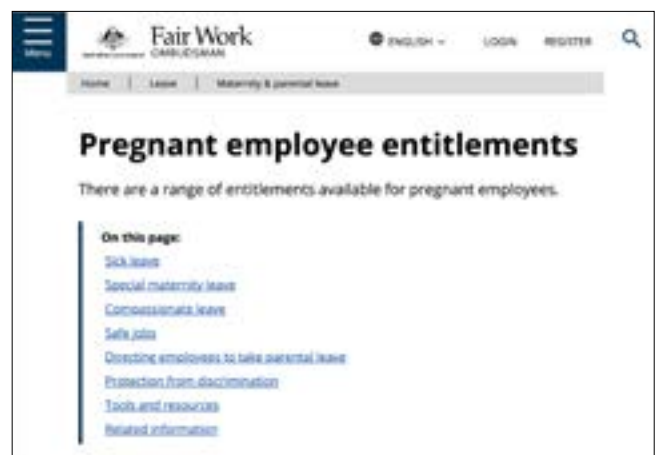 Menu
Fair Work
OMBUDSMAN
ENGLISH
LOGIN
REGISTER
Home | Leave | Maternity & parental leave
Pregnant employee entitlements
There are a range of entitlements available for pregnant employees.
On this page:
Sick leave
Special maternity leave
Compassionate leave
Safe jobs
Directing employees to take parental leave
Protection from discrimination
Tools and resources
Related information